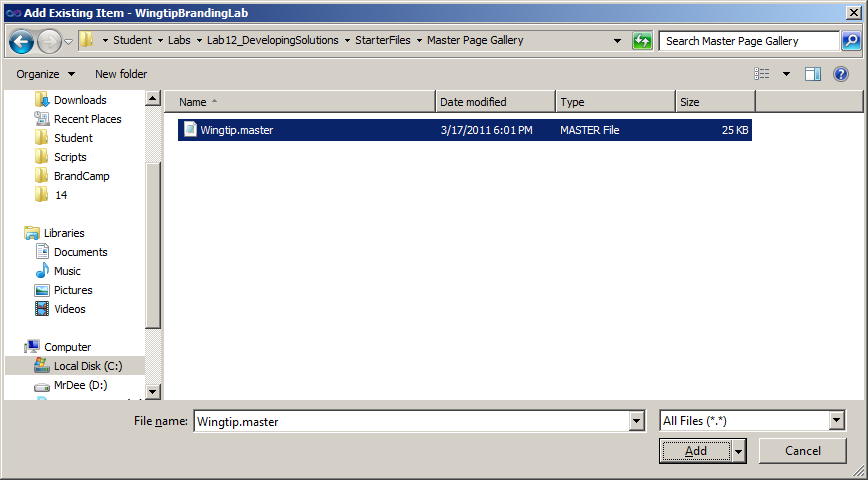 Add Existing Item - WingtipBrandingLab
Student Labs Lab12_DevelopingSolutions StarterFiles Master Page Gallery Search Master Page Gallery
Organize New folder
Name Date modified Type Size
Wingtip.master 3/17/2011 6:01 PM MASTER File 25 KB
Downloads
Recent Places
Student
Scripts
BrandCamp
14
Libraries
Documents
Music
Pictures
Videos
Computer
Local Disk (C:)
MrDee (D:)
File name: Wingtip.master All Files (*.*)
Add Cancel